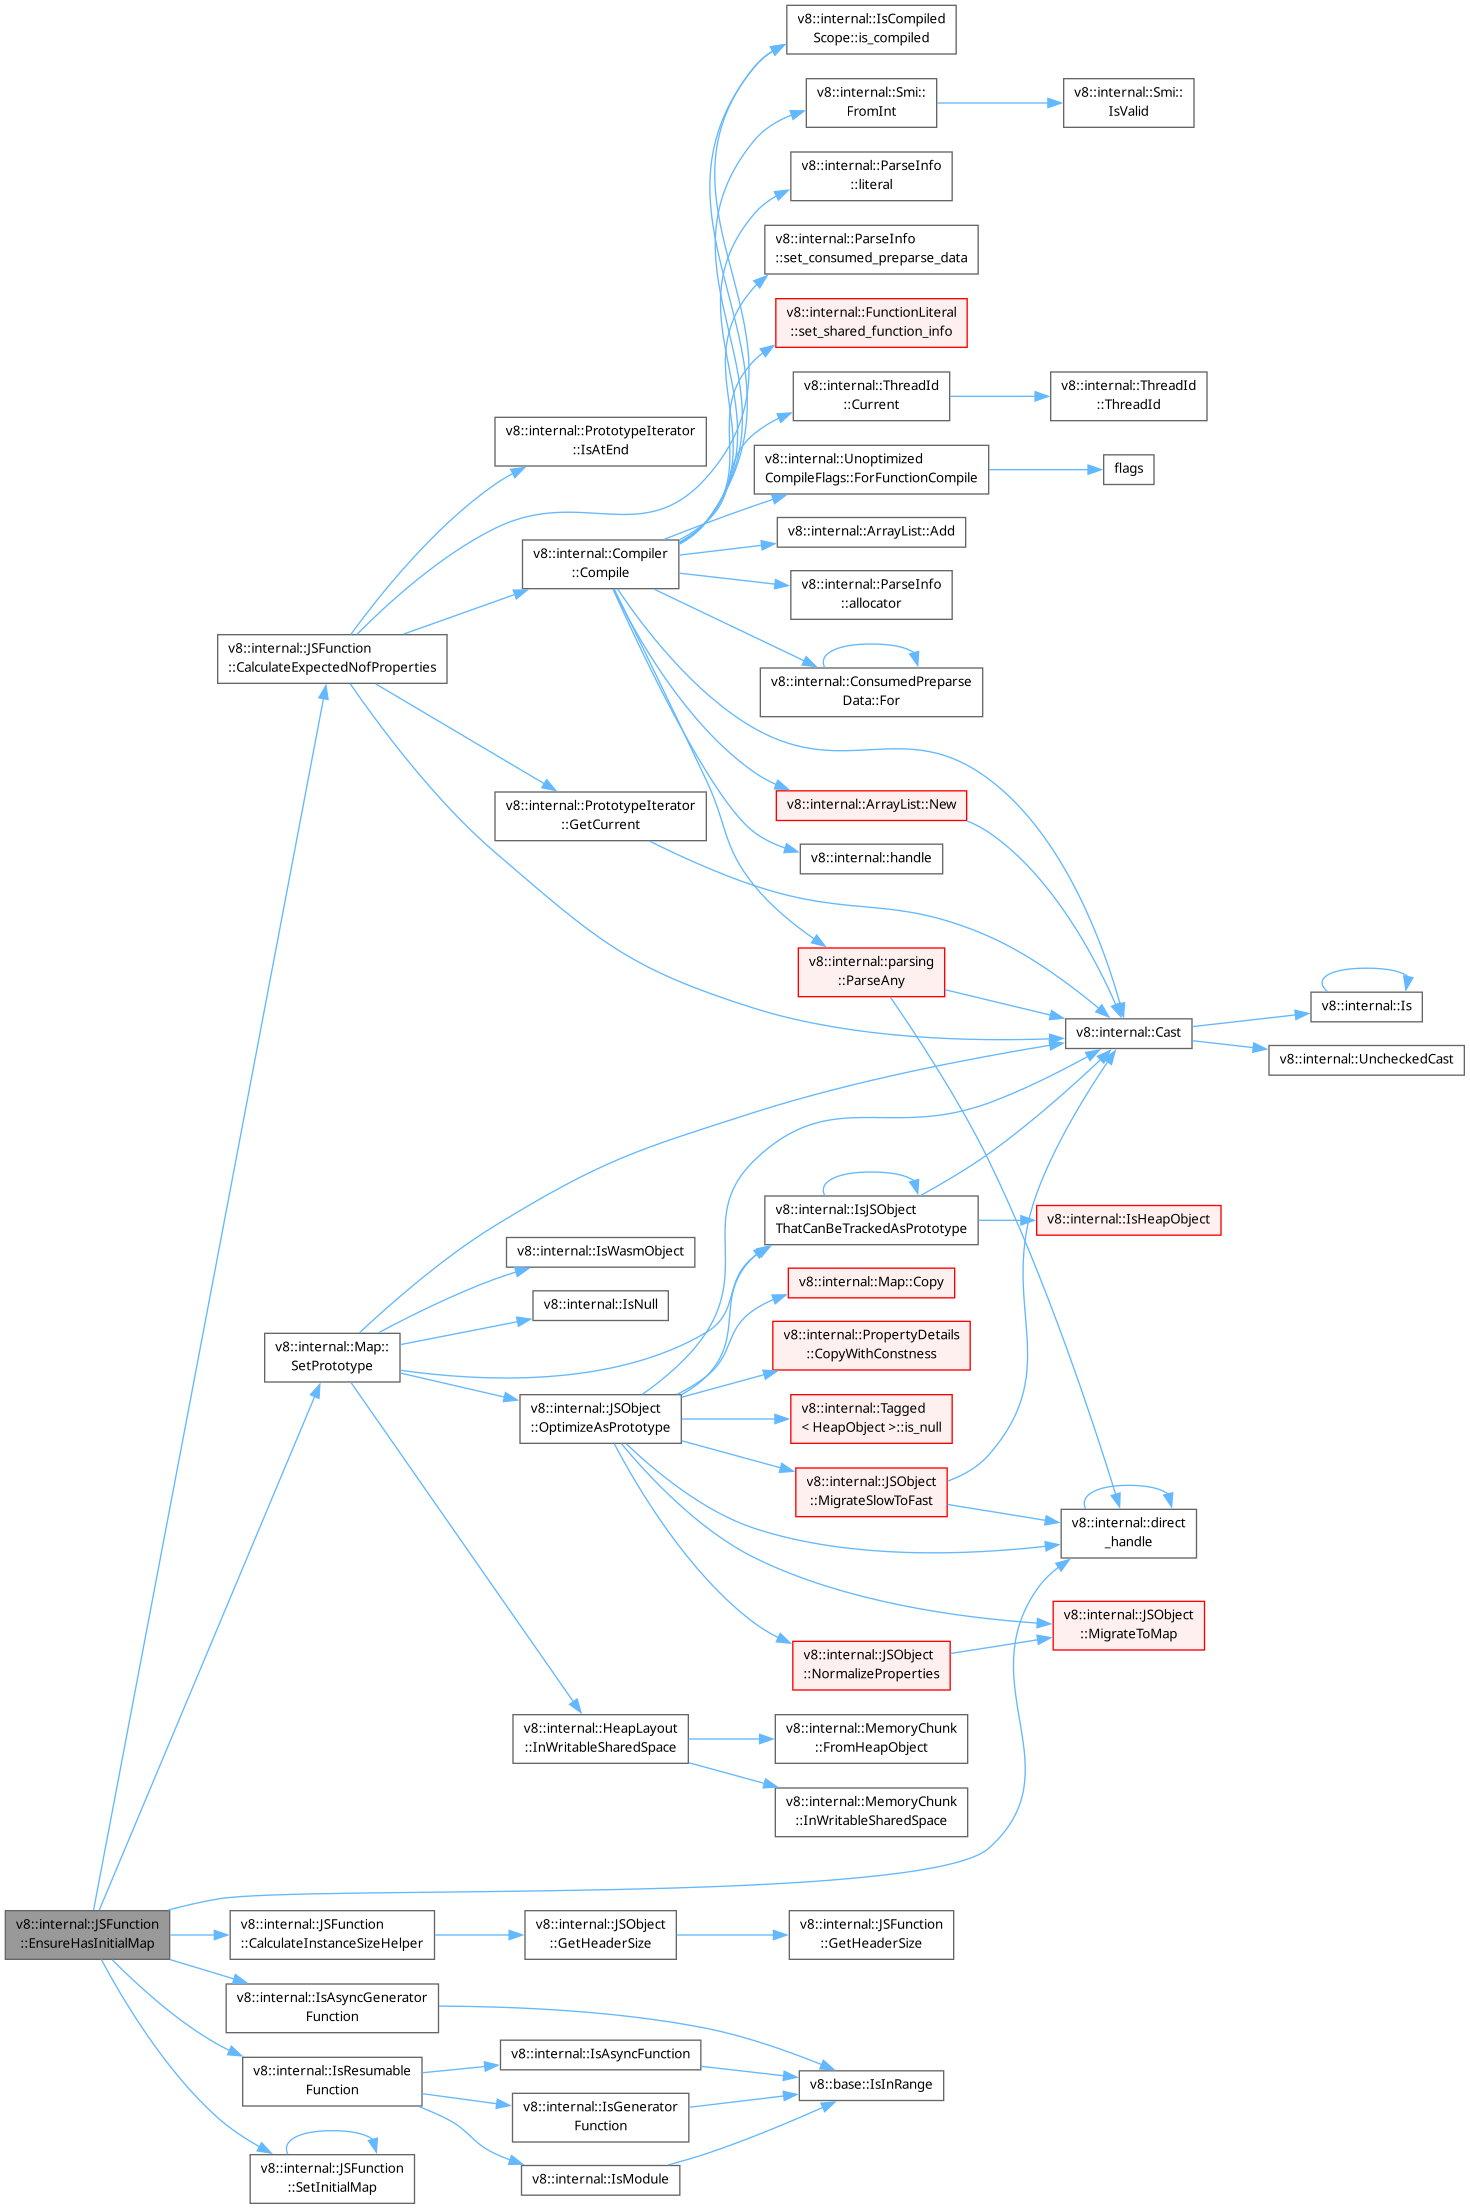 v8::internal::IsCompiled
Scope::is_compiled
v8::internal::Smi::
FromInt
v8::internal::Smi::
IsValid
v8::internal::ParseInfo
::literal
v8::internal::ParseInfo
::set_consumed_preparse_data
v8::internal::FunctionLiteral
::set_shared_function_info
v8::internal::ThreadId
::Current
v8::internal::ThreadId
::ThreadId
v8::internal::PrototypeIterator
::IsAtEnd
v8::internal::Unoptimized
CompileFlags::ForFunctionCompile
flags
v8::internal::ArrayList::Add
v8::internal::Compiler
::Compile
v8::internal::ParseInfo
::allocator
v8::internal::JSFunction
::CalculateExpectedNofProperties
v8::internal::ConsumedPreparse
Data::For
v8::internal::PrototypeIterator
::GetCurrent
v8::internal::ArrayList::New
v8::internal::handle
v8::internal::parsing
::ParseAny
v8::internal::Is
v8::internal::Cast
v8::internal::UncheckedCast
v8::internal::IsJSObject
ThatCanBeTrackedAsPrototype
v8::internal::IsHeapObject
v8::internal::IsWasmObject
v8::internal::Map::Copy
v8::internal::IsNull
v8::internal::Map::
SetPrototype
v8::internal::PropertyDetails
::CopyWithConstness
v8::internal::JSObject
::OptimizeAsPrototype
v8::internal::Tagged
< HeapObject >::is_null
v8::internal::JSObject
::MigrateSlowToFast
v8::internal::direct
_handle
v8::internal::JSObject
::MigrateToMap
v8::internal::JSObject
::NormalizeProperties
v8::internal::HeapLayout
::InWritableSharedSpace
v8::internal::MemoryChunk
::FromHeapObject
v8::internal::MemoryChunk
::InWritableSharedSpace
v8::internal::JSFunction
::EnsureHasInitialMap
v8::internal::JSFunction
::CalculateInstanceSizeHelper
v8::internal::JSObject
::GetHeaderSize
v8::internal::JSFunction
::GetHeaderSize
v8::internal::IsAsyncGenerator
Function
v8::internal::IsResumable
Function
v8::internal::IsAsyncFunction
v8::base::IsInRange
v8::internal::IsGenerator
Function
v8::internal::JSFunction
::SetInitialMap
v8::internal::IsModule